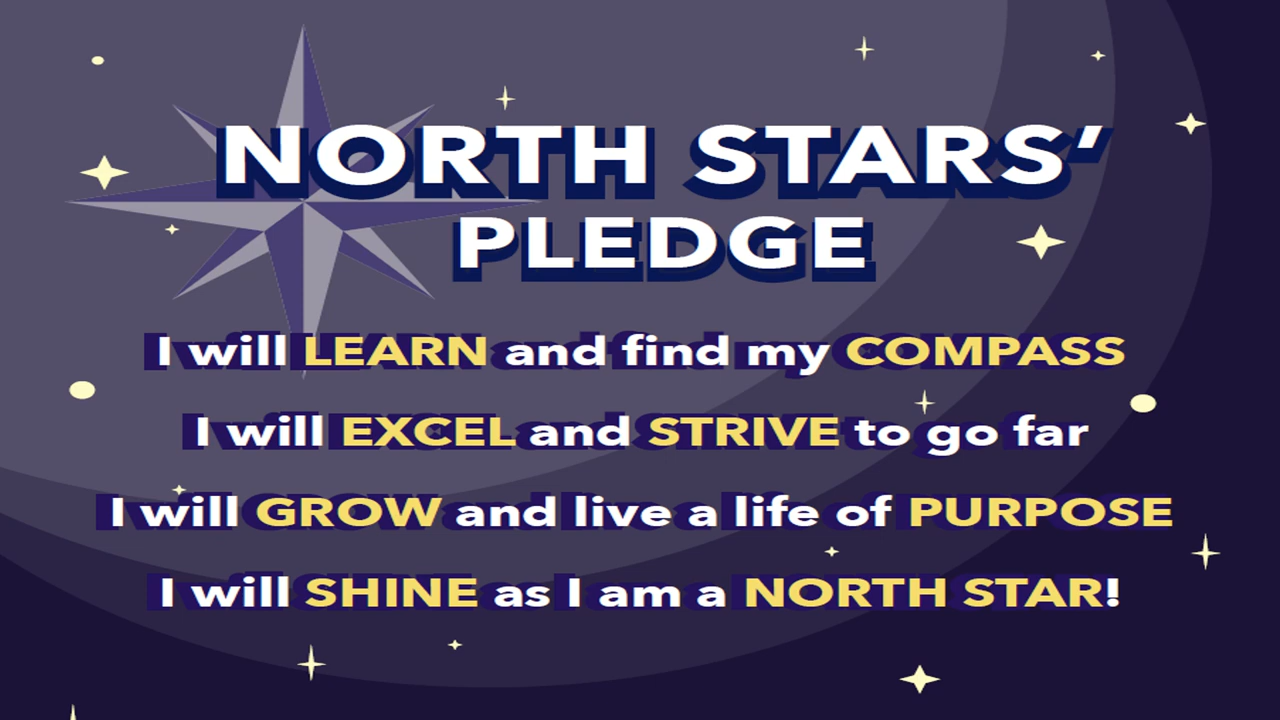 NORTH STARS’
PLEDGE
I will LEARN and find my COMPASS
I will EXCEL and STRIVE to go far
I will GROW and live a life of PURPOSE
I will SHINE as I am a NORTH STAR!